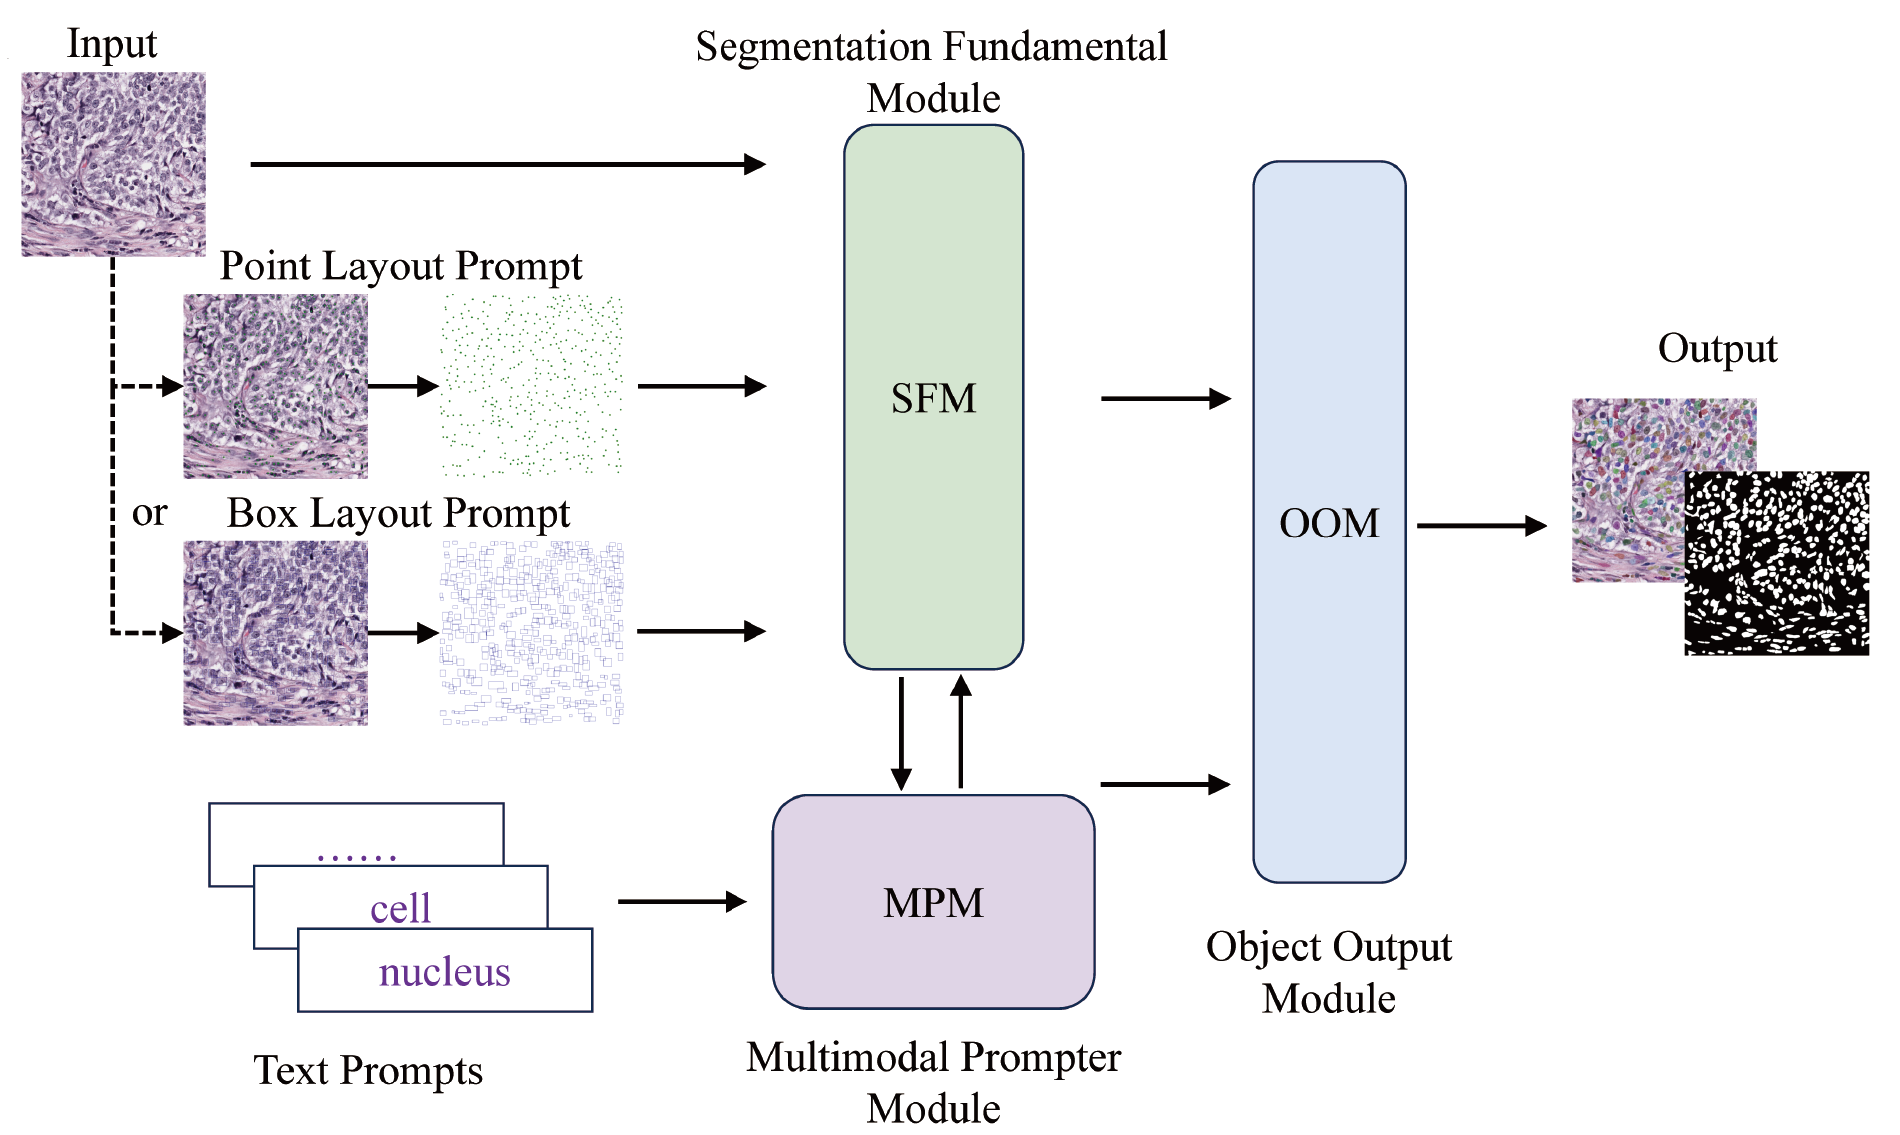 Input
Segmentation Fundamental
Module
Point Layout Prompt
SFM
Output
or
Box Layout Prompt
OOM
......
cell
nucleus
MPM
Object Output
Module
Text Prompts
Multimodal Prompter
Module